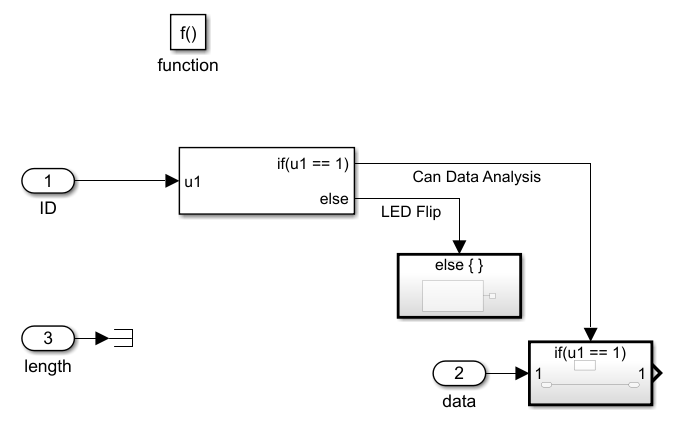 f()
function
1
ID
u1
if(u1 == 1)
else
Can Data Analysis
LED Flip
else { }
3
length
2
data
if(u1 == 1)
1
1